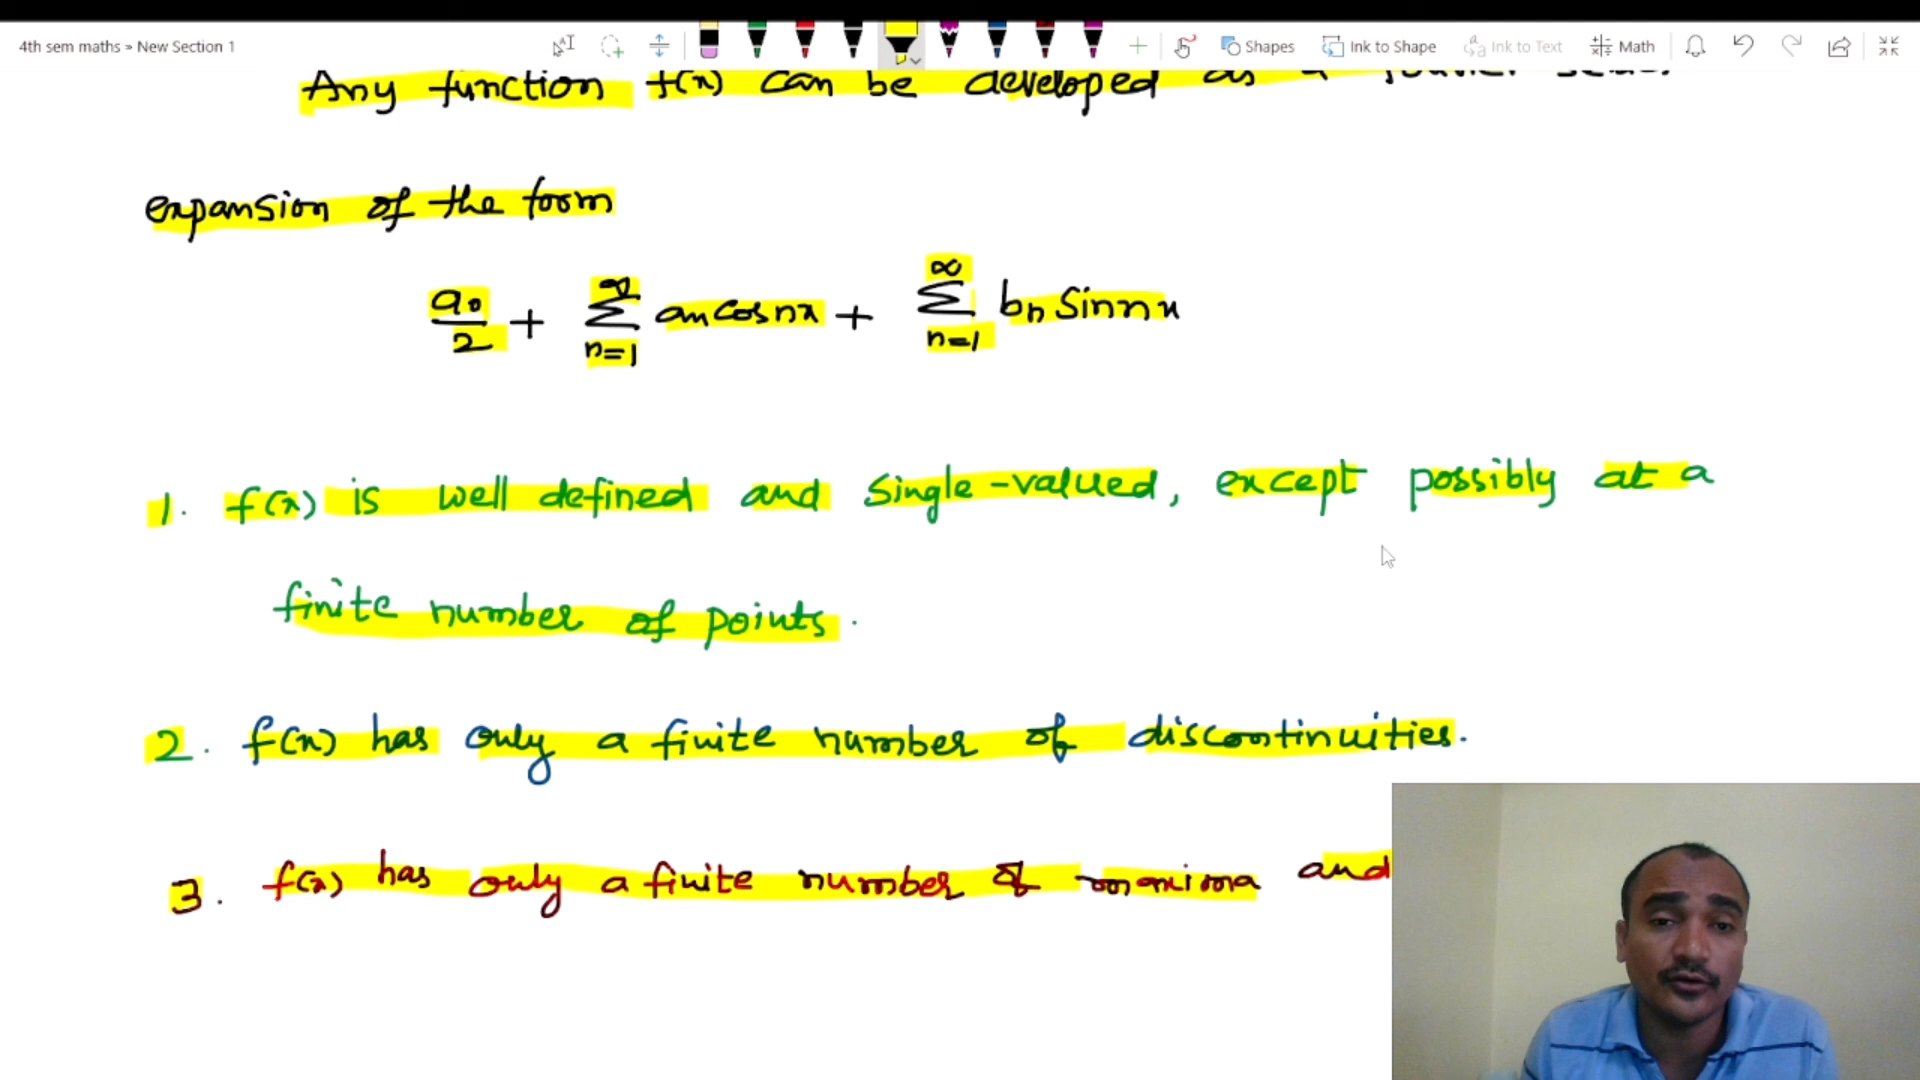 4th sem maths » New Section 1
Shapes Ink to Shape Ink to Text Math
Any function f(x) can be developed as a fourier series
expansion of the form
a₀/2 + ∞ Σ n=1 an cos nx + ∞ Σ n=1 bn Sin n x
1. f(x) is well defined and single-valued, except possibly at a
finite number of points.
2. f(x) has only a finite number of discontinuities.
3. f(x) has only a finite number of maxima and